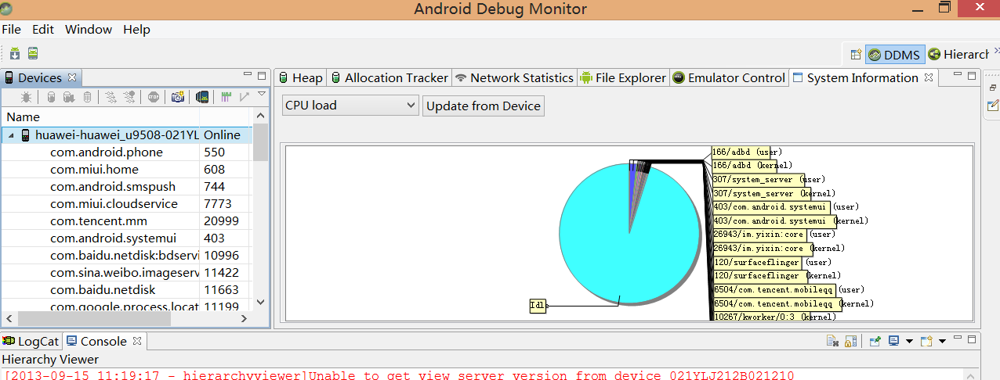 Android Debug Monitor
File Edit Window Help
DDMS Hierarch
Devices
Heap Allocation Tracker Network Statistics File Explorer Emulator Control System Information
CPU load Update from Device
Name
huawei-huawei_u9508-021YL Online
com.android.phone 550
com.miui.home 608
com.android.smspush 744
com.miui.cloudservice 7773
com.tencent.mm 20999
com.android.systemui 403
com.baidu.netdisk:bdservi 10996
com.sina.weibo.imageserv 11422
com.baidu.netdisk 11663
com.google.process.locat 11199
166/adbd (user)
166/adbd (kernel)
307/system_server (user)
307/system_server (kernel)
403/com.android.systemui (user)
403/com.android.systemui (kernel)
26943/im.yixin:core (user)
26943/im.yixin:core (kernel)
120/surfaceflinger (user)
120/surfaceflinger (kernel)
6504/com.tencent.mobileqq (user)
6504/com.tencent.mobileqq (kernel)
10267/kworker/0:3 (kernel)
Idle
LogCat Console
Hierarchy Viewer
[2013-09-15 11:19:17 - hierarchyviewer]Unable to get view server version from device 021YLJ212B021210